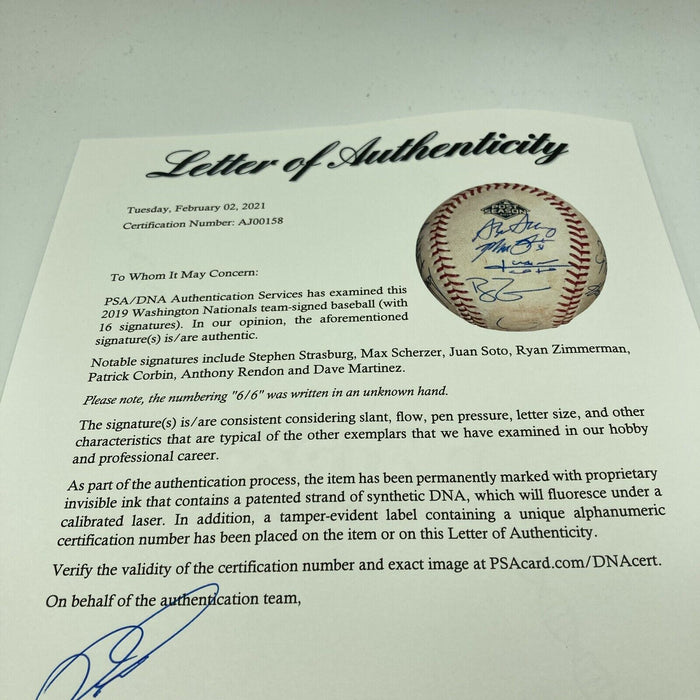 Letter of Authenticity
Tuesday, February 02, 2021
Certification Number: AJ00158
POST
SEASON
To Whom It May Concern:
PSA/DNA Authentication Services has examined this
2019 Washington Nationals team-signed baseball (with
16 signatures). In our opinion, the aforementioned
signature(s) is/are authentic.
Notable signatures include Stephen Strasburg, Max Scherzer, Juan Soto, Ryan Zimmerman,
Patrick Corbin, Anthony Rendon and Dave Martinez.
Please note, the numbering "6/6" was written in an unknown hand.
The signature(s) is/are consistent considering slant, flow, pen pressure, letter size, and other
characteristics that are typical of the other exemplars that we have examined in our hobby
and professional career.
As part of the authentication process, the item has been permanently marked with proprietary
invisible ink that contains a patented strand of synthetic DNA, which will fluoresce under a
calibrated laser. In addition, a tamper-evident label containing a unique alphanumeric
certification number has been placed on the item or on this Letter of Authenticity.
Verify the validity of the certification number and exact image at PSAcard.com/DNAcert.
On behalf of the authentication team,